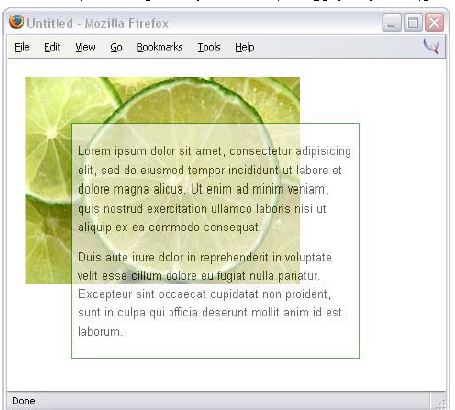 Untitled - Mozilla Firefox
File Edit View Go Bookmarks Tools Help
Lorem ipsum dolor sit amet, consectetur adipisicing
elit, sed do eiusmod tempor incididunt ut labore et
dolore magna aliqua. Ut enim ad minim veniam,
quis nostrud exercitation ullamco laboris nisi ut
aliquip ex ea commodo consequat.
Duis aute irure dolor in reprehenderit in voluptate
velit esse cillum dolore eu fugiat nulla pariatur.
Excepteur sint occaecat cupidatat non proident,
sunt in culpa qui officia deserunt mollit anim id est
laborum.
Done